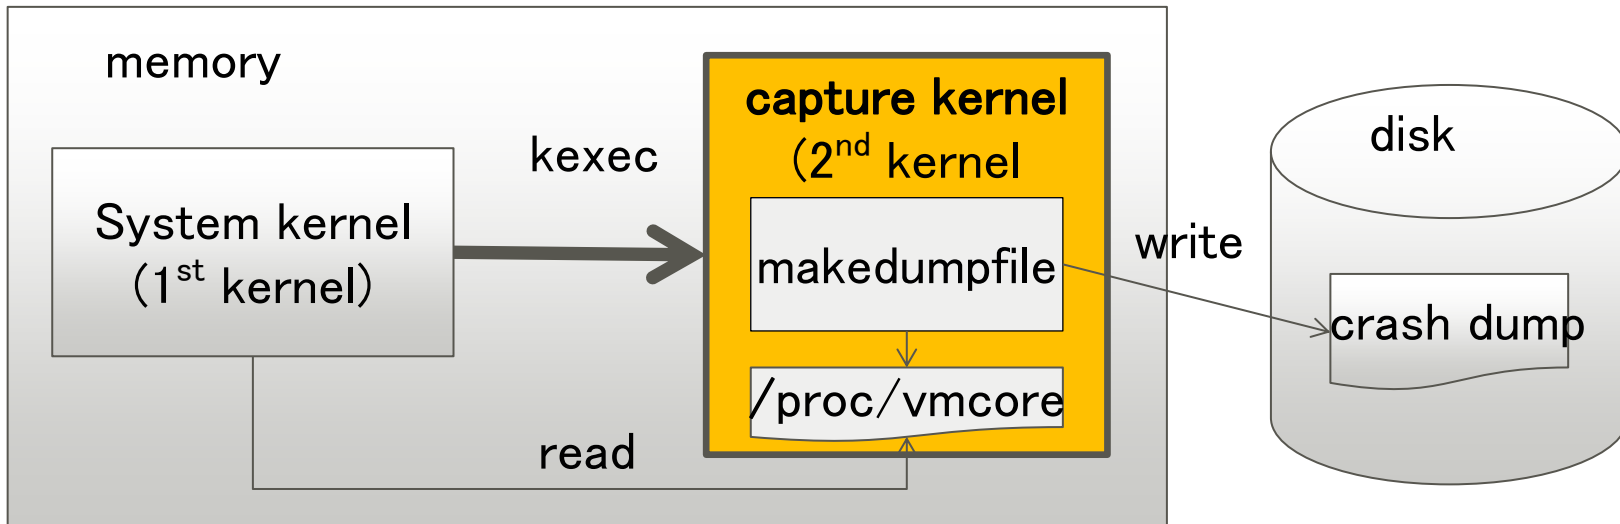 memory
System kernel
(1st kernel)
kexec
capture kernel
(2nd kernel
makedumpfile
/proc/vmcore
read
write
disk
crash dump